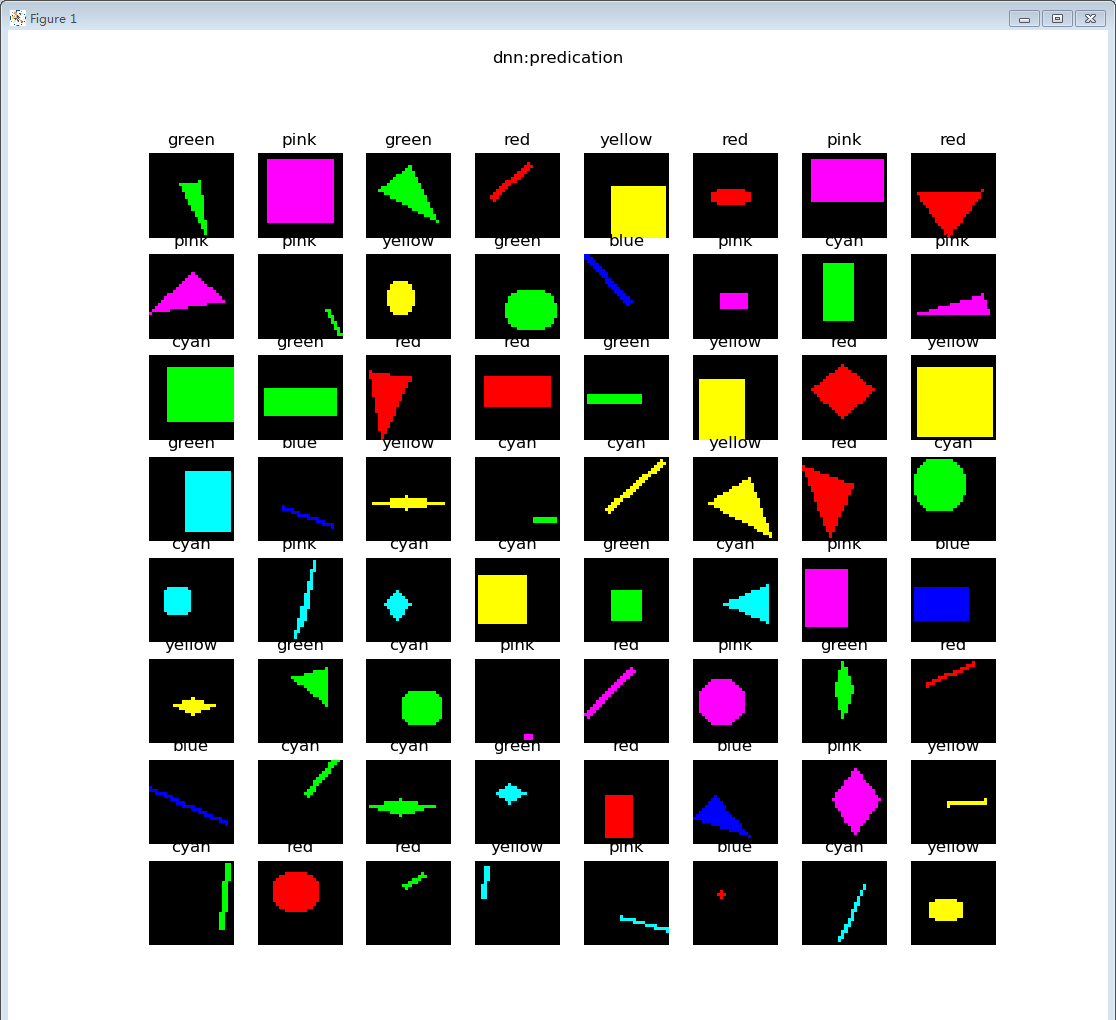 Figure 1
dnn:predication
green pink green red yellow red pink red
pink pink yellow green blue pink cyan pink
cyan green red red green yellow red yellow
green blue yellow cyan cyan yellow red cyan
cyan pink cyan cyan green cyan pink blue
yellow green cyan pink red pink green red
blue cyan cyan green red blue pink yellow
cyan red red yellow pink blue cyan yellow